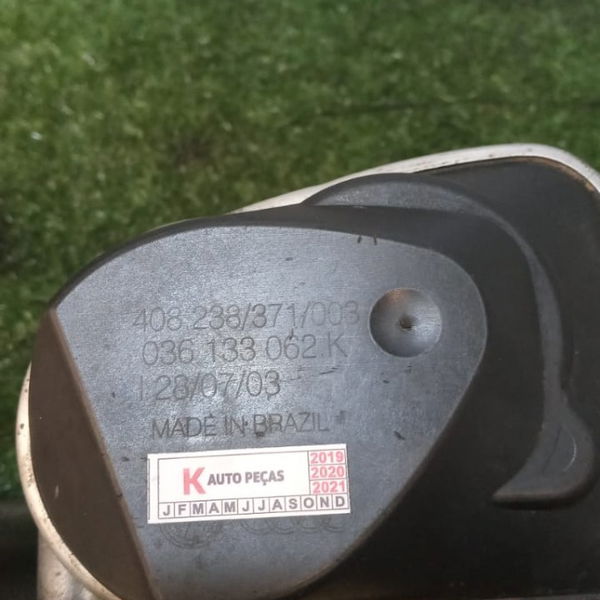 408 238/371/003
036 133 062 K
I 28/07/03
MADE IN BRAZIL
K AUTO PEÇAS
2019
2020
2021
J F M A M J J A S O N D